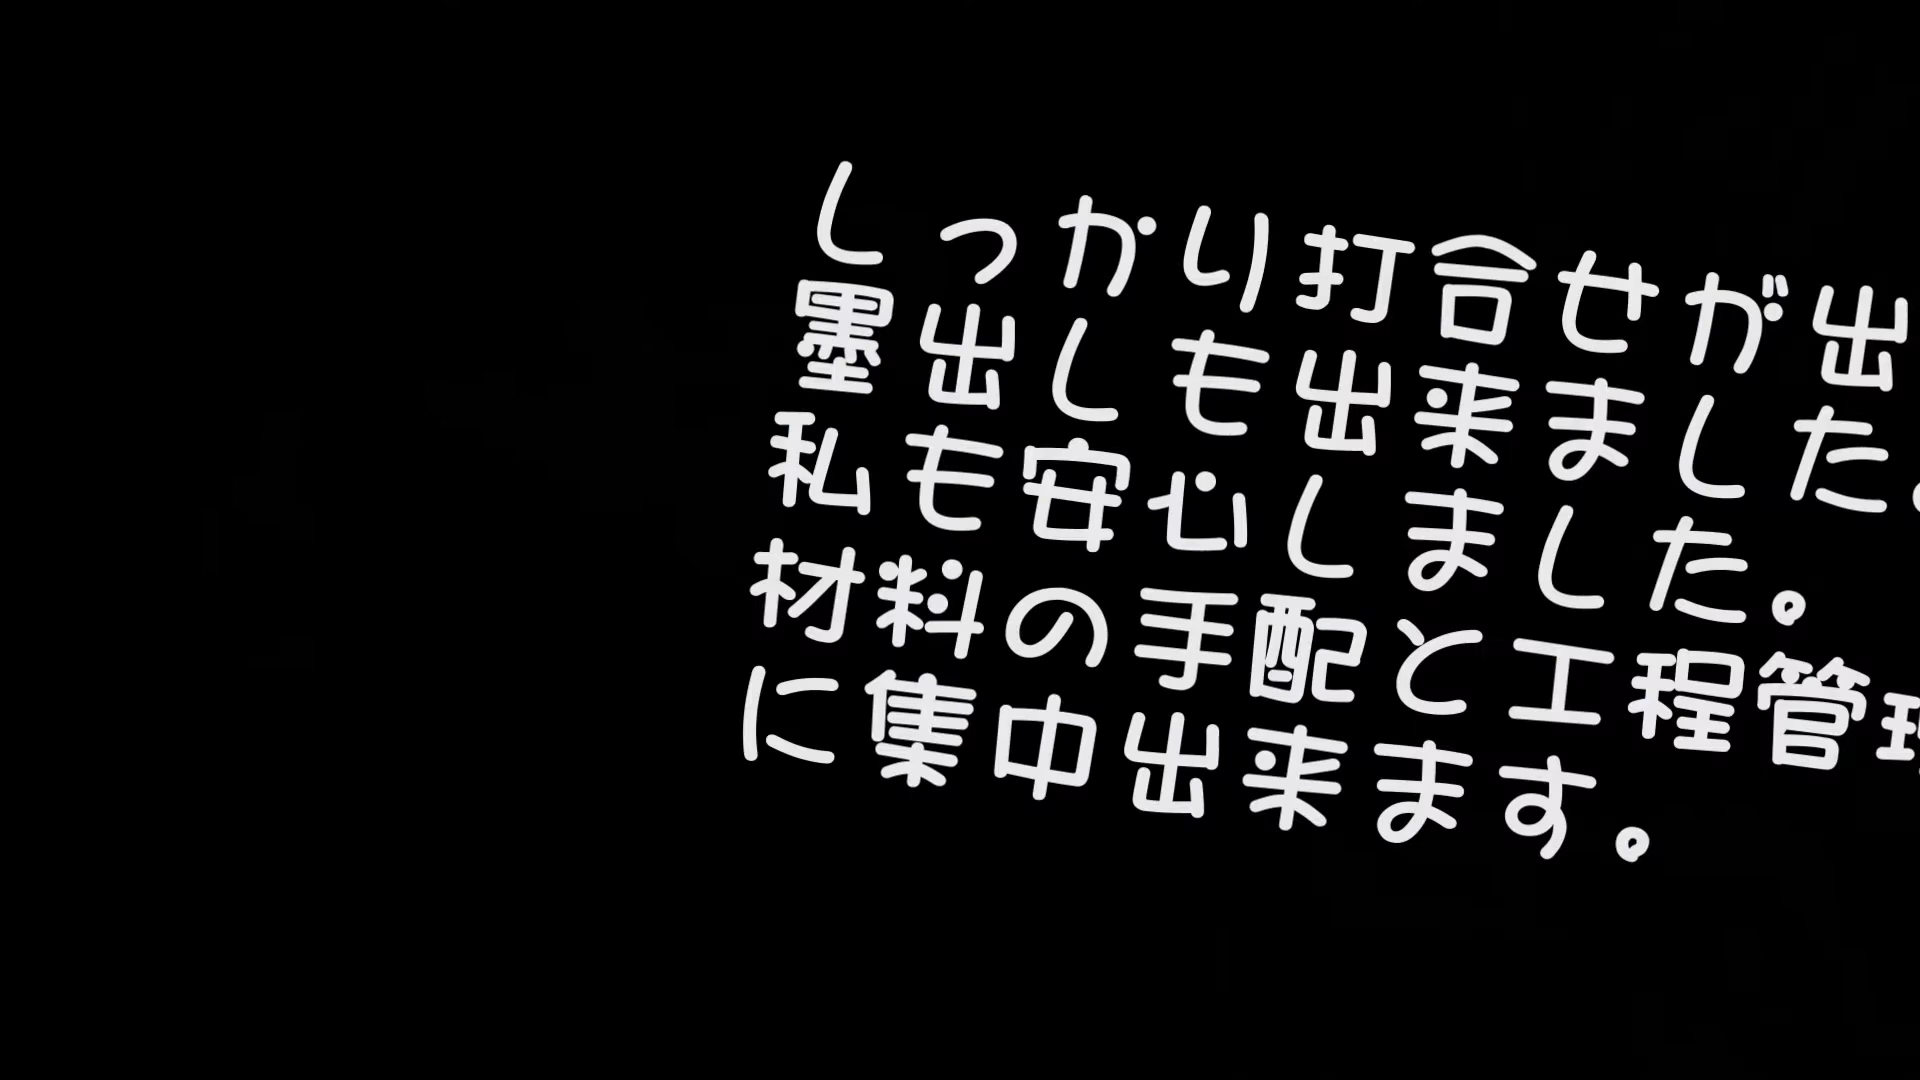 しっかり打合せが出
墨出しも出来ました。
私も安心しました。
材料の手配と工程管理
に集中出来ます。